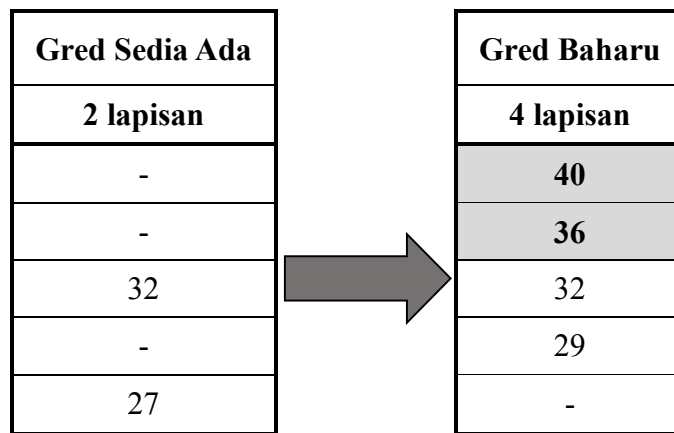 Gred Sedia Ada
2 lapisan
-
-
32
-
27
Gred Baharu
4 lapisan
40
36
32
29
-